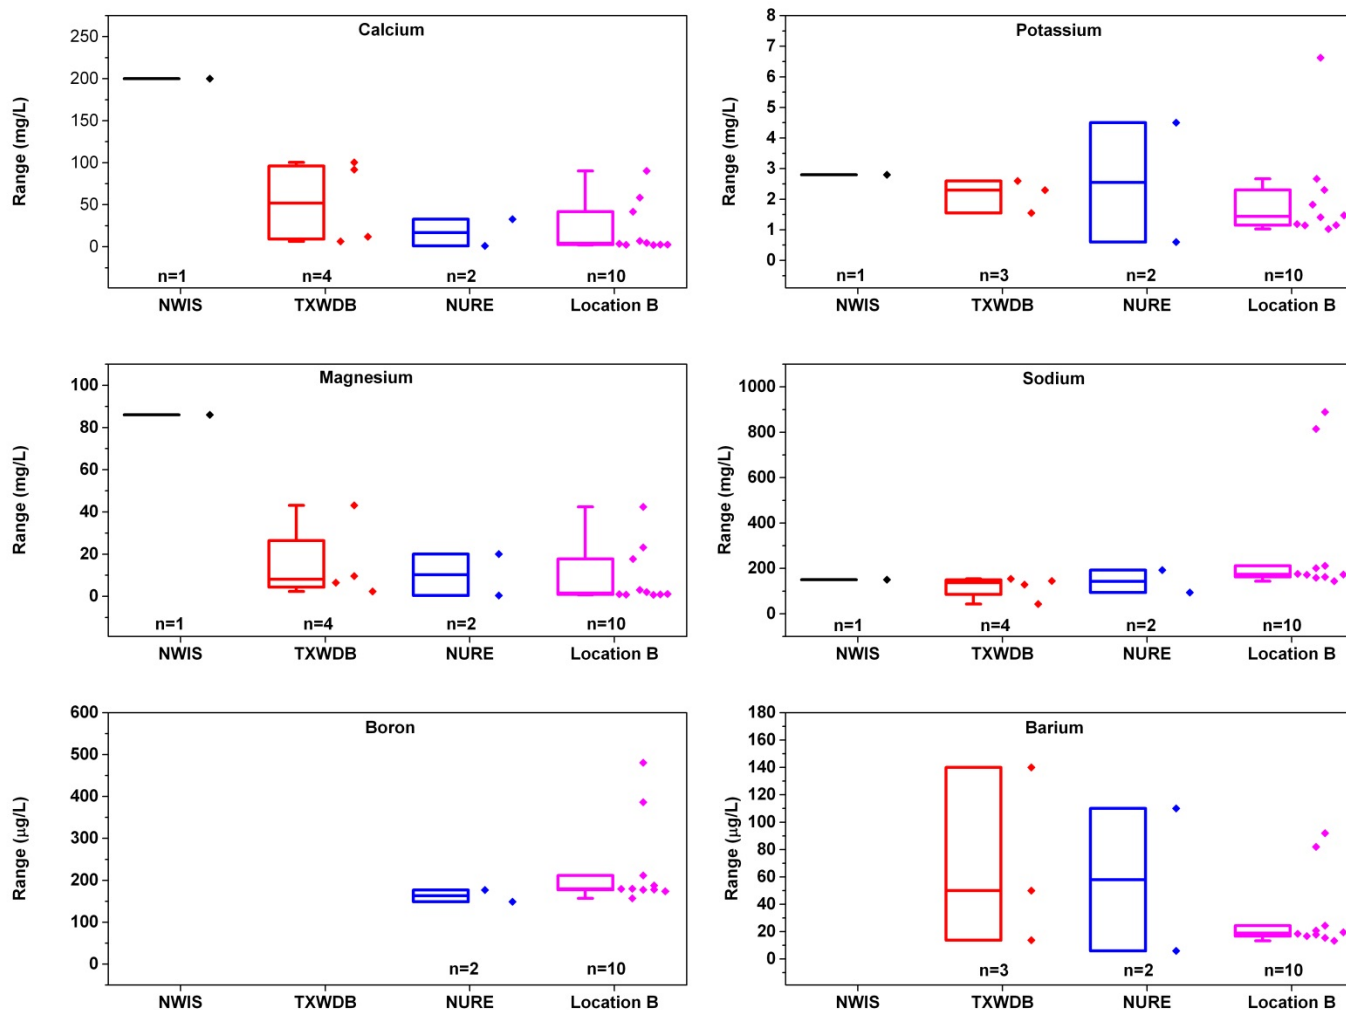 Calcium
Range (mg/L)
250
200
150
100
50
0
n=1 n=4 n=2 n=10
NWIS TXWDB NURE Location B
Potassium
Range (mg/L)
8
7
6
5
4
3
2
1
0
n=1 n=3 n=2 n=10
NWIS TXWDB NURE Location B
Magnesium
Range (mg/L)
100
80
60
40
20
0
n=1 n=4 n=2 n=10
NWIS TXWDB NURE Location B
Sodium
Range (mg/L)
1000
800
600
400
200
0
n=1 n=4 n=2 n=10
NWIS TXWDB NURE Location B
Boron
Range (µg/L)
600
500
400
300
200
100
0
n=2 n=10
NWIS TXWDB NURE Location B
Barium
Range (µg/L)
180
160
140
120
100
80
60
40
20
0
n=3 n=2 n=10
NWIS TXWDB NURE Location B